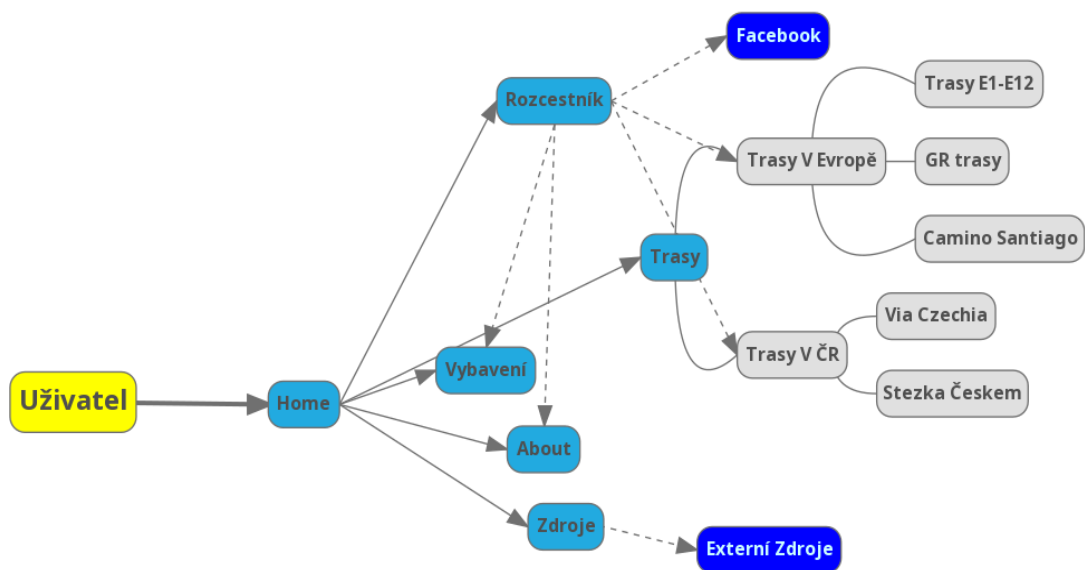 Facebook
Rozcestník
Trasy E1-E12
Trasy V Evropě
GR trasy
Camino Santiago
Trasy
Via Czechia
Trasy V ČR
Vybavení
Stezka Českem
Uživatel
Home
About
Zdroje
Externí Zdroje